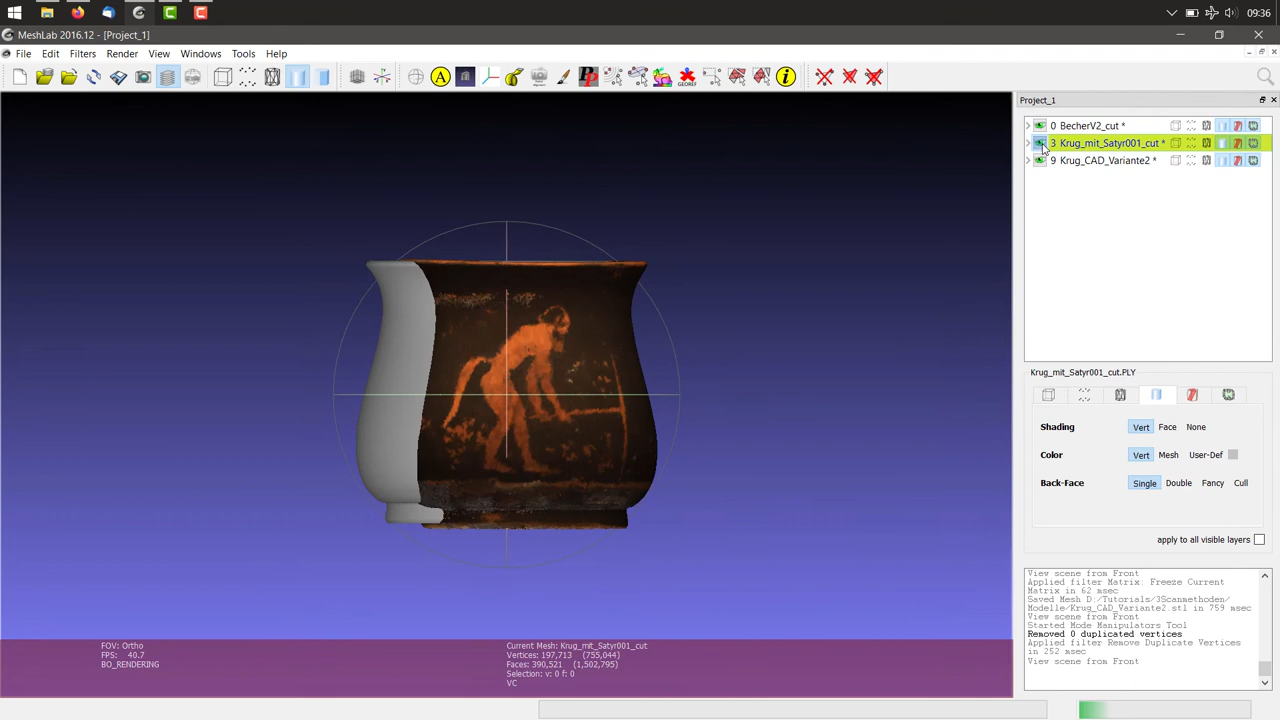 09:36
MeshLab 2016.12 - [Project_1]
File Edit Filters Render View Windows Tools Help
A Pp GEOREF i
Project_1
0 BecherV2_cut *
3 Krug_mit_Satyr001_cut *
9 Krug_CAD_Variante2 *
Krug_mit_Satyr001_cut.PLY
Shading Vert Face None
Color Vert Mesh User-Def
Back-Face Single Double Fancy Cull
apply to all visible layers
View scene from Front
Applied filter Matrix: Freeze Current
Matrix in 62 msec
Saved Mesh D:/Tutorials/3Scanmethoden/
Modelle/Krug_CAD_Variante2.stl in 759 msec
View scene from Front
Started Mode Manipulators Tool
Removed 0 duplicated vertices
Applied filter Remove Duplicate Vertices
in 252 msec
View scene from Front
FOV: Ortho
FPS: 40.7
BO_RENDERING
Current Mesh: Krug_mit_Satyr001_cut
Vertices: 197,713 (755,044)
Faces: 390,521 (1,502,795)
Selection: v: 0 f: 0
VC